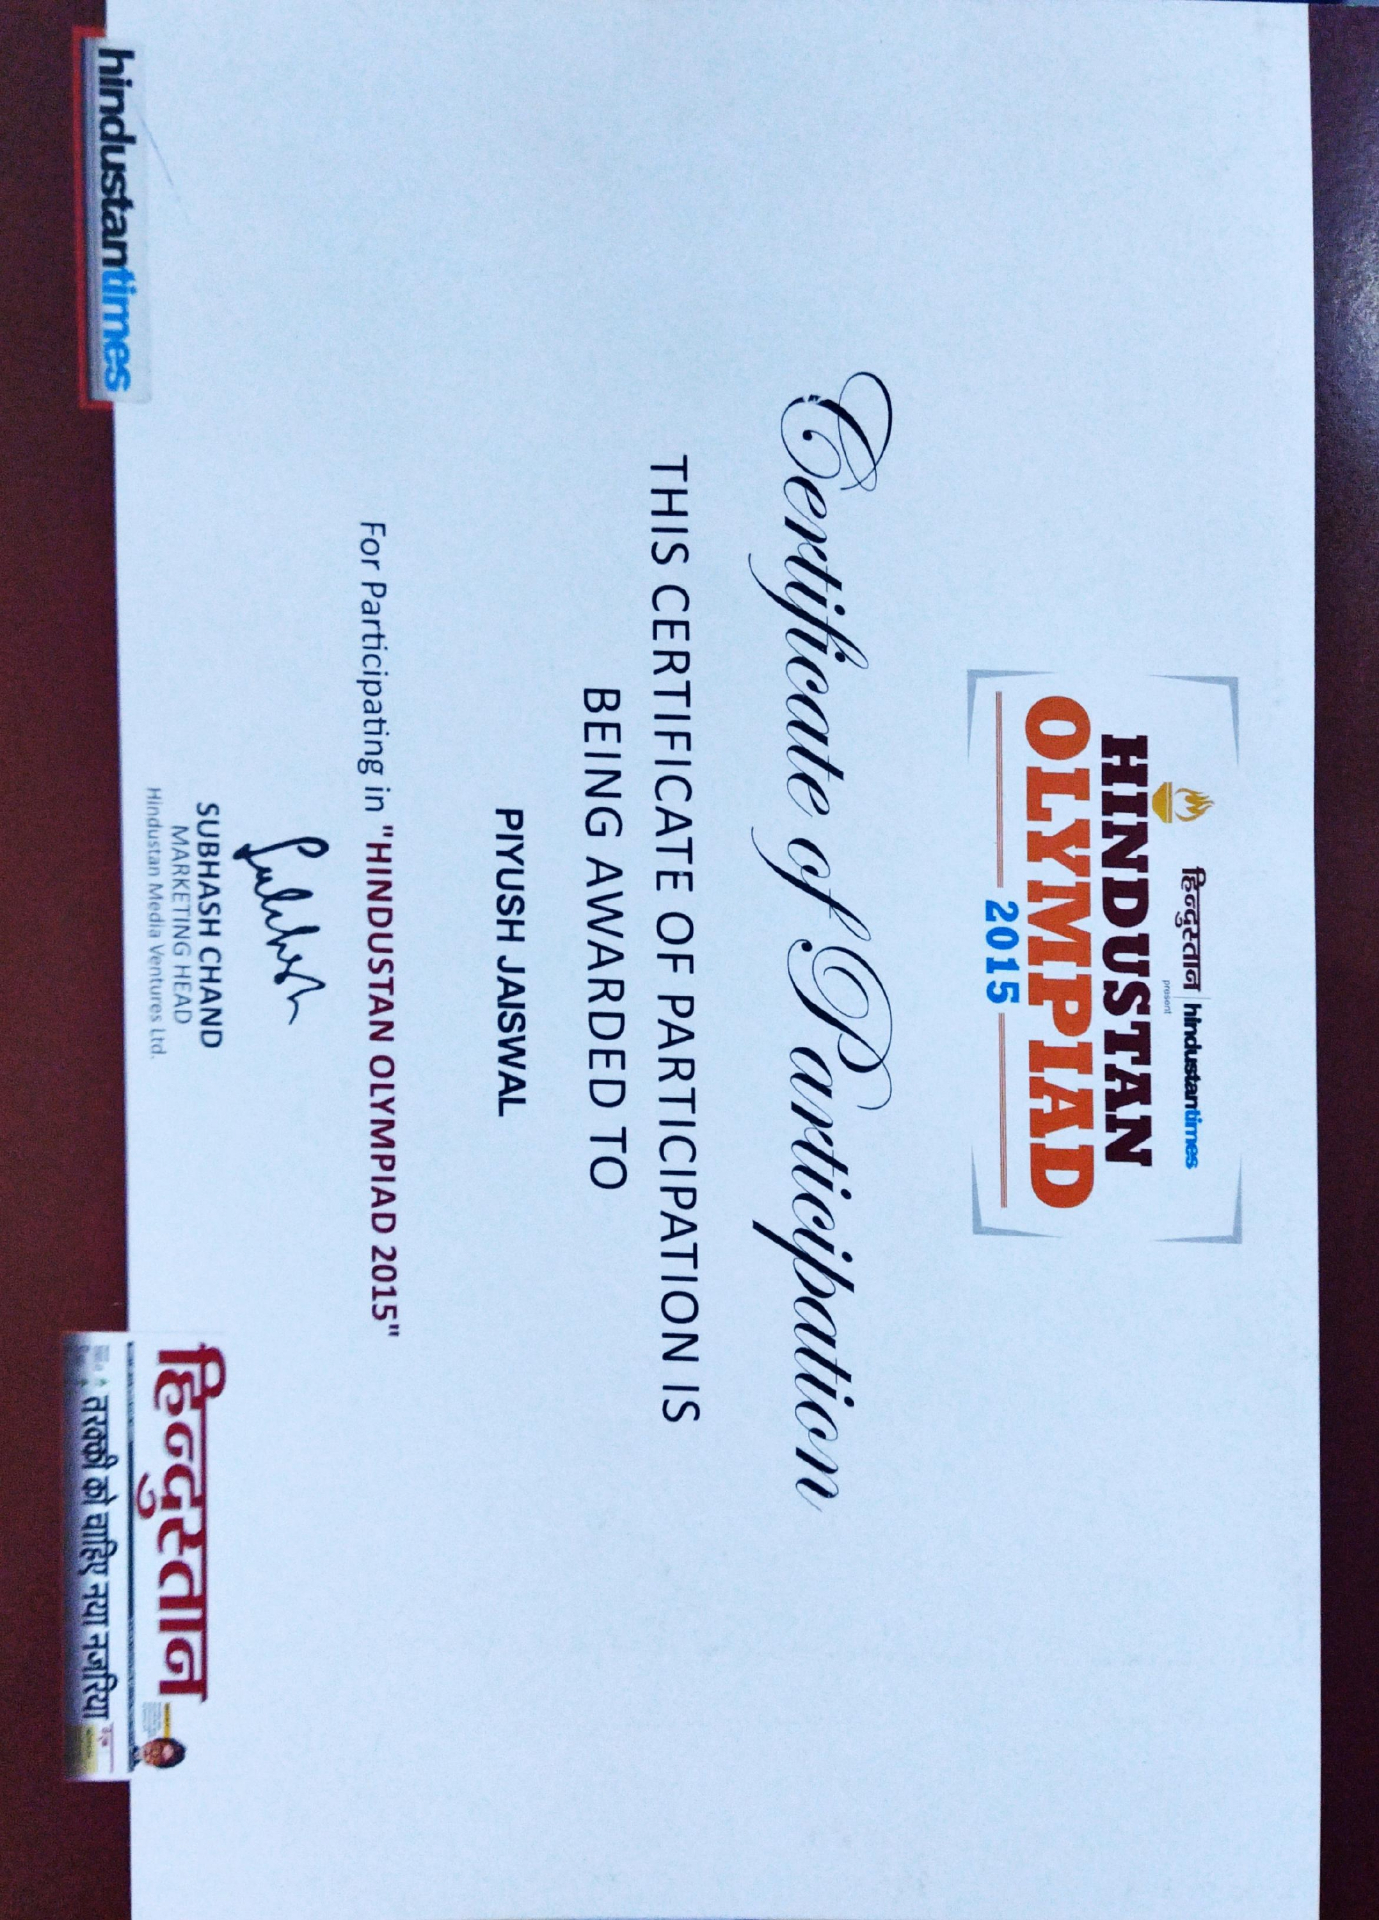 हिन्दुस्तान | hindustantimes
present
HINDUSTAN
OLYMPIAD
2015
Certificate of Participation
THIS CERTIFICATE OF PARTICIPATION IS
BEING AWARDED TO
PIYUSH JAISWAL
For Participating in "HINDUSTAN OLYMPIAD 2015"
Subhash
SUBHASH CHAND
MARKETING HEAD
Hindustan Media Ventures Ltd.
hindustantimes
हिन्दुस्तान
तरक्की को चाहिए नया नजरिया